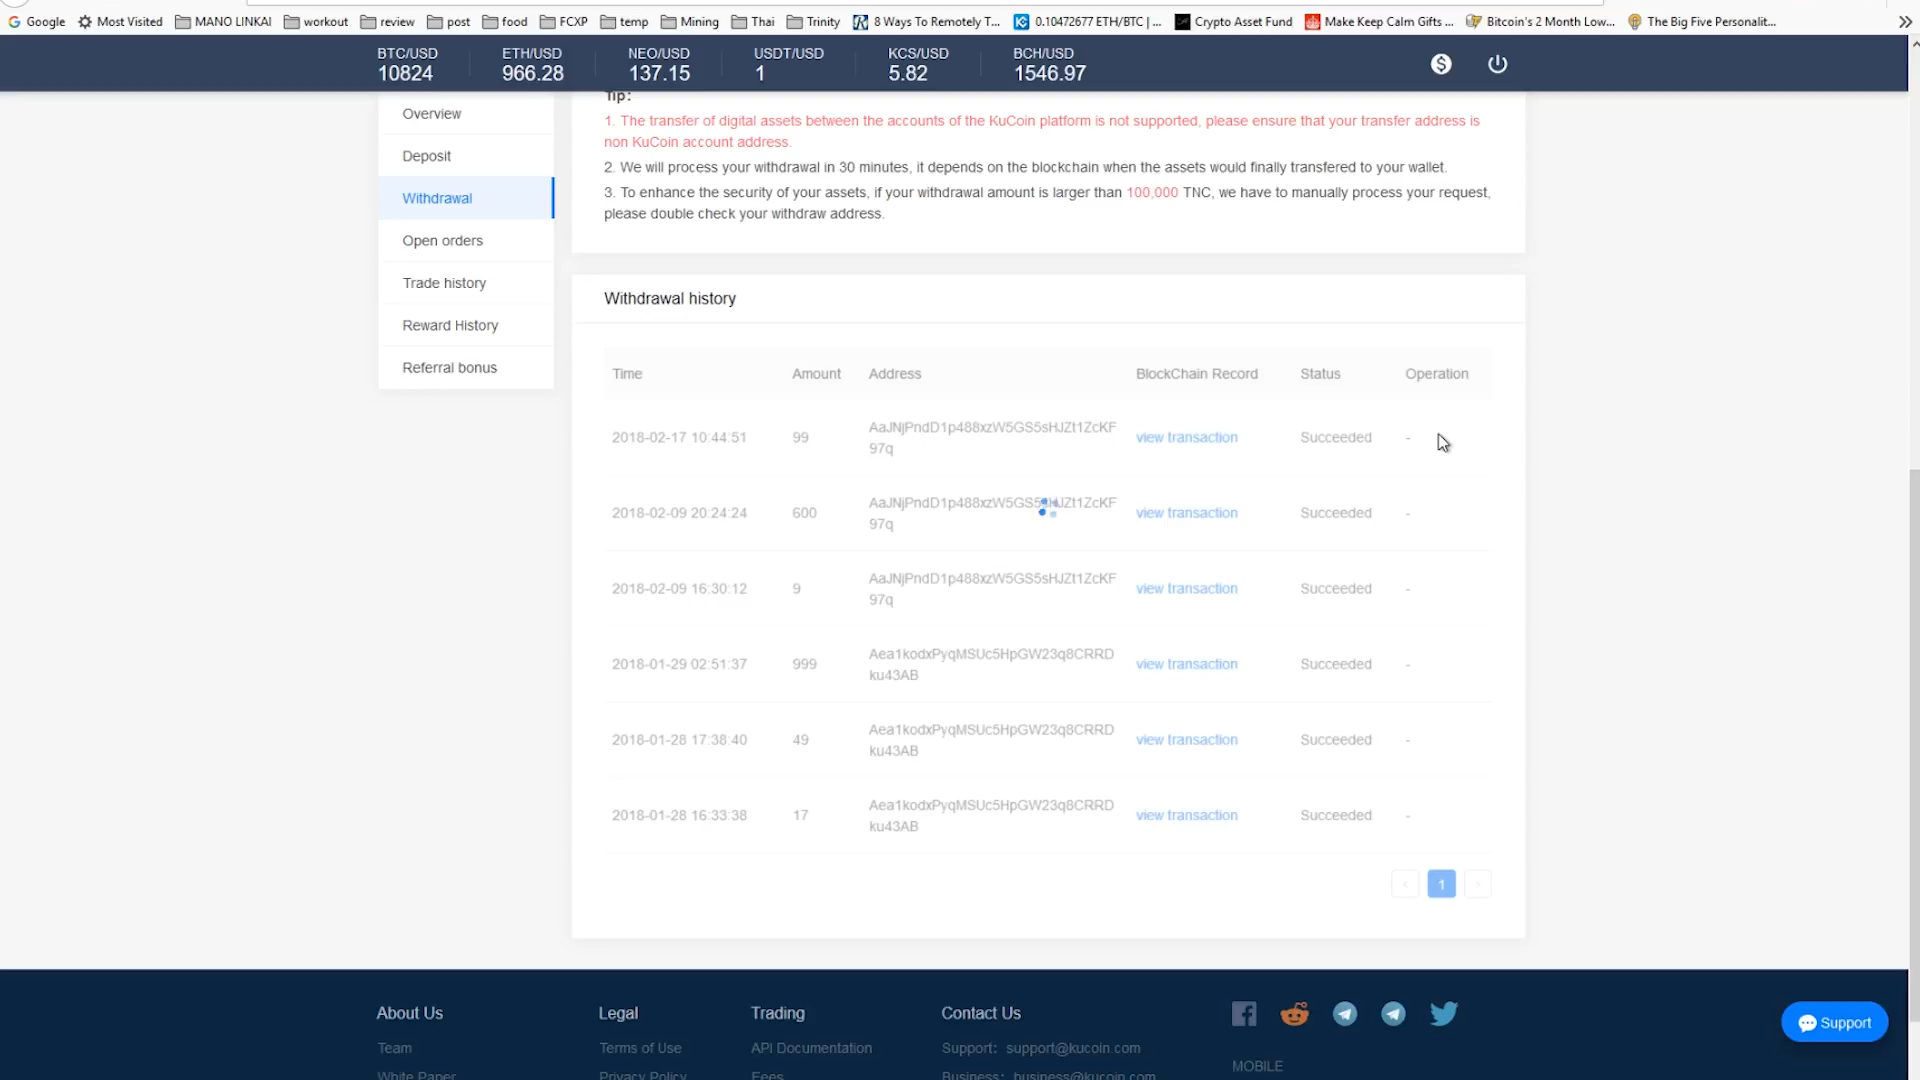 Google Most Visited MANO LINKAI workout review post food FCXP temp Mining Thai Trinity 8 Ways To Remotely T... 0.10472677 ETH/BTC | ... Crypto Asset Fund Make Keep Calm Gifts ... Bitcoin's 2 Month Low... The Big Five Personalit...
BTC/USD ETH/USD NEO/USD USDT/USD KCS/USD BCH/USD
10824 966.28 137.15 1 5.82 1546.97
Tip:
Overview
Deposit
Withdrawal
Open orders
Trade history
Reward History
Referral bonus
1. The transfer of digital assets between the accounts of the KuCoin platform is not supported, please ensure that your transfer address is
non KuCoin account address.
2. We will process your withdrawal in 30 minutes, it depends on the blockchain when the assets would finally transfered to your wallet.
3. To enhance the security of your assets, if your withdrawal amount is larger than 100,000 TNC, we have to manually process your request,
please double check your withdraw address.
Withdrawal history
Time Amount Address BlockChain Record Status Operation
2018-02-17 10:44:51 99 AaJNjPndD1p488xzW5GS5sHJZt1ZcKF view transaction Succeeded -
97q
2018-02-09 20:24:24 600 AaJNjPndD1p488xzW5GS5sHJZt1ZcKF view transaction Succeeded -
97q
2018-02-09 16:30:12 9 AaJNjPndD1p488xzW5GS5sHJZt1ZcKF view transaction Succeeded -
97q
2018-01-29 02:51:37 999 Aea1kodxPyqMSUc5HpGW23q8CRRD view transaction Succeeded -
ku43AB
2018-01-28 17:38:40 49 Aea1kodxPyqMSUc5HpGW23q8CRRD view transaction Succeeded -
ku43AB
2018-01-28 16:33:38 17 Aea1kodxPyqMSUc5HpGW23q8CRRD view transaction Succeeded -
ku43AB
< 1 >
About Us Legal Trading Contact Us
Team Terms of Use API Documentation Support: support@kucoin.com
MOBILE
White Paper Privacy Policy Fees Business: business@kucoin.com
Support